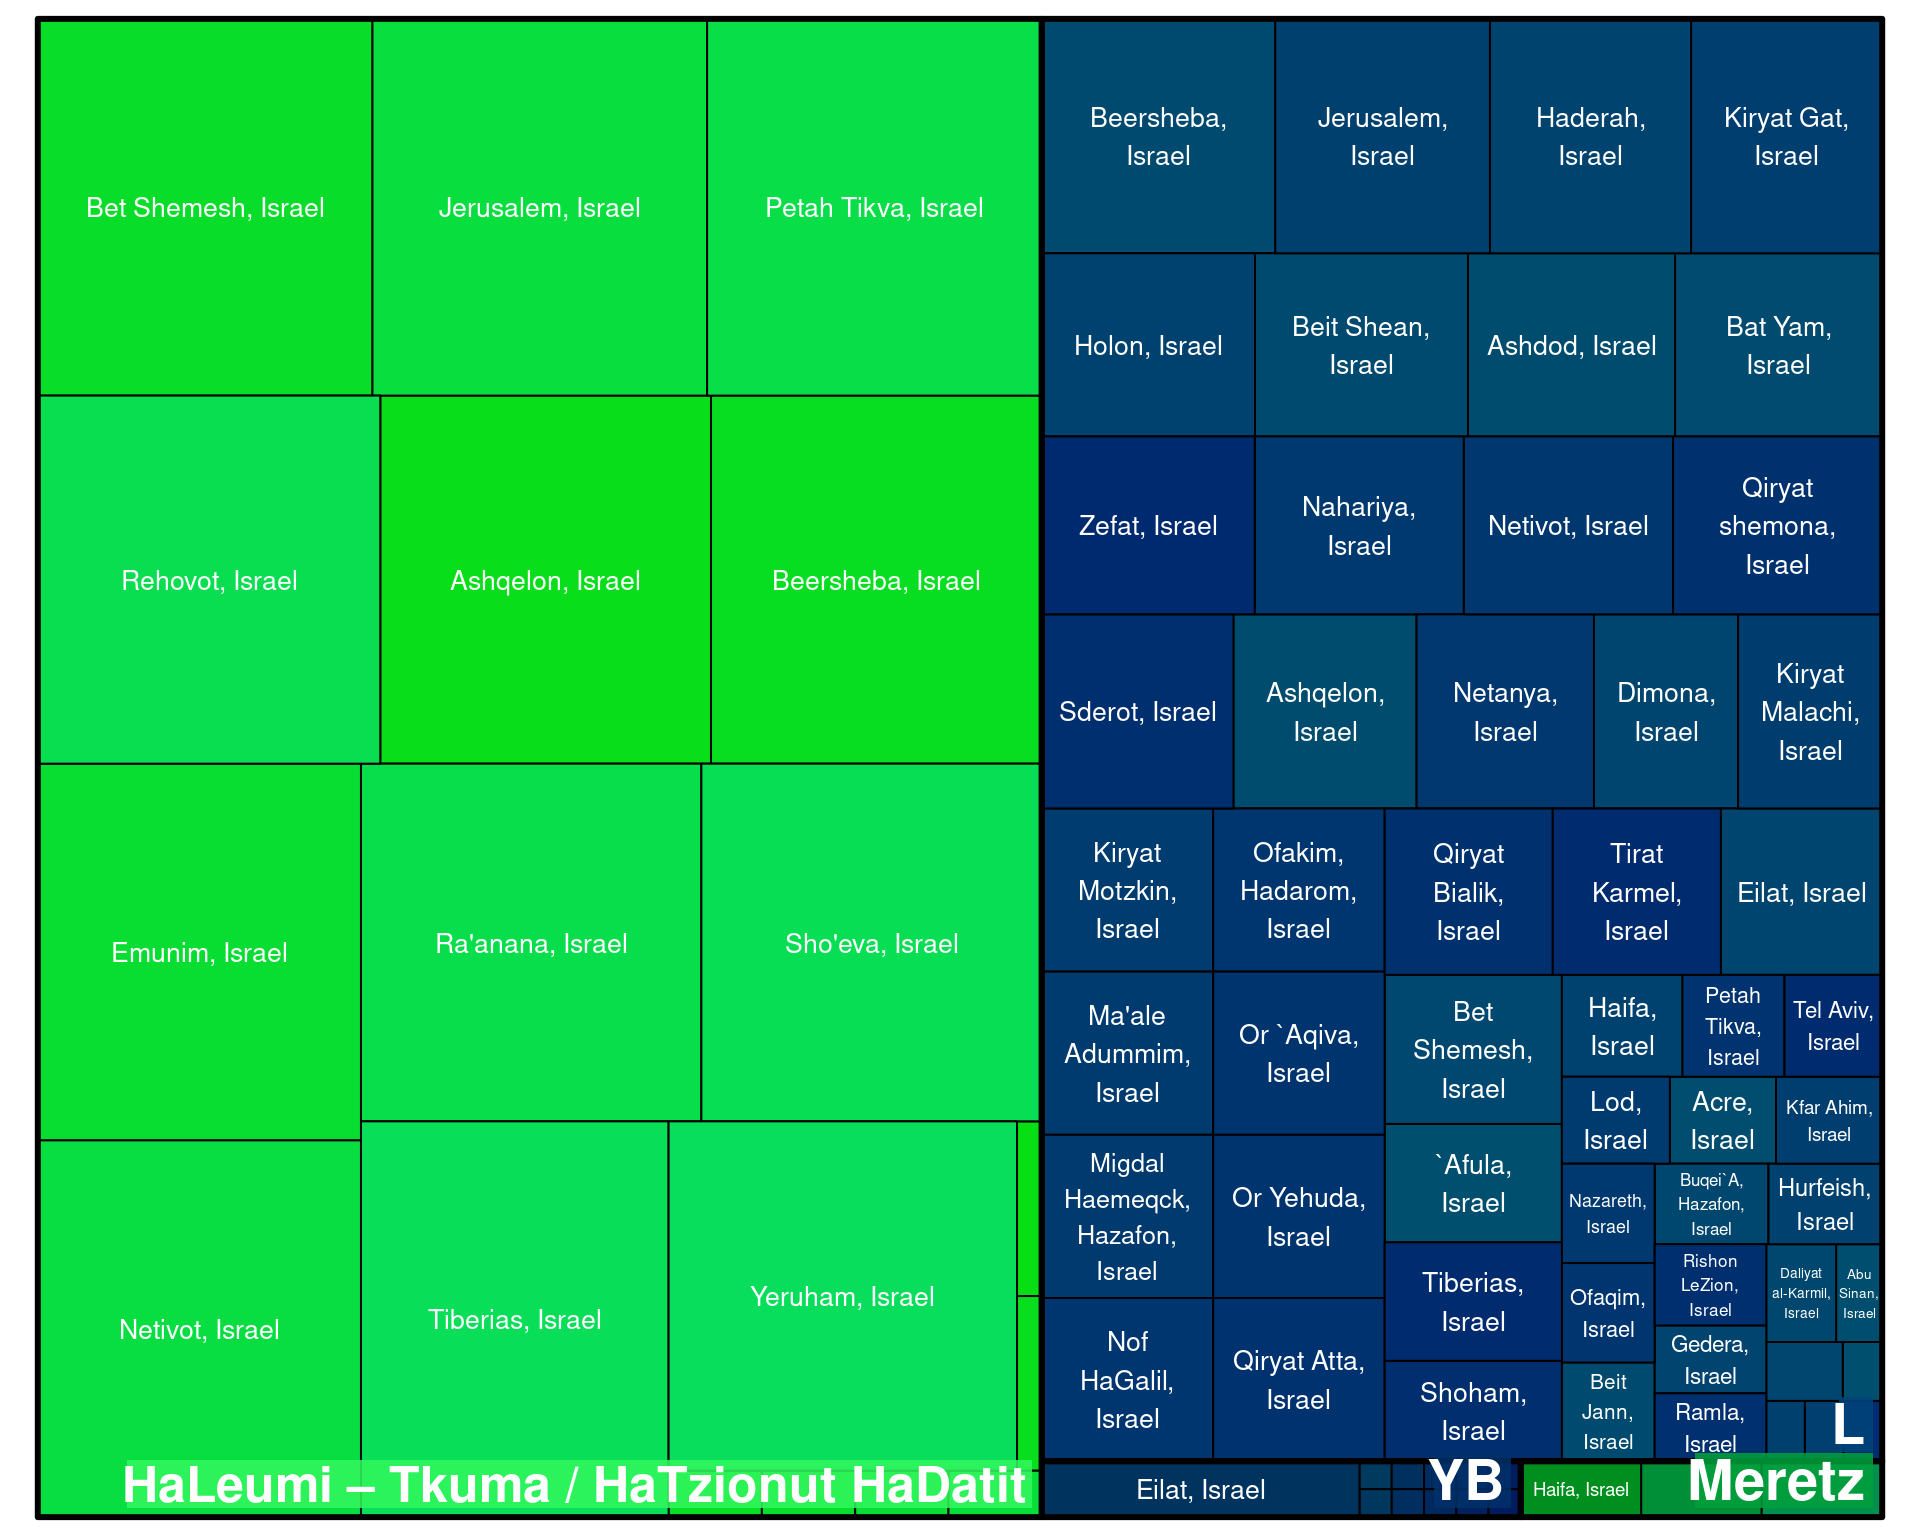 Bet Shemesh, Israel
Jerusalem, Israel
Petah Tikva, Israel
Rehovot, Israel
Ashqelon, Israel
Beersheba, Israel
Emunim, Israel
Ra'anana, Israel
Sho'eva, Israel
Netivot, Israel
Tiberias, Israel
Yeruham, Israel
HaLeumi – Tkuma / HaTzionut HaDatit
Beersheba,
Israel
Jerusalem,
Israel
Haderah,
Israel
Kiryat Gat,
Israel
Holon, Israel
Beit Shean,
Israel
Ashdod, Israel
Bat Yam,
Israel
Zefat, Israel
Nahariya,
Israel
Netivot, Israel
Qiryat
shemona,
Israel
Sderot, Israel
Ashqelon,
Israel
Netanya,
Israel
Dimona,
Israel
Kiryat
Malachi,
Israel
Kiryat
Motzkin,
Israel
Ofakim,
Hadarom,
Israel
Qiryat
Bialik,
Israel
Tirat
Karmel,
Israel
Eilat, Israel
Ma'ale
Adummim,
Israel
Or `Aqiva,
Israel
Bet
Shemesh,
Israel
Haifa,
Israel
Petah
Tikva,
Israel
Tel Aviv,
Israel
Lod,
Israel
Acre,
Israel
Kfar Ahim,
Israel
Migdal
Haemeqck,
Hazafon,
Israel
Or Yehuda,
Israel
`Afula,
Israel
Nazareth,
Israel
Buqei`A,
Hazafon,
Israel
Hurfeish,
Israel
Tiberias,
Israel
Ofaqim,
Israel
Rishon
LeZion,
Israel
Daliyat
al-Karmil,
Israel
Abu
Sinan,
Israel
Nof
HaGalil,
Israel
Qiryat Atta,
Israel
Shoham,
Israel
Beit
Jann,
Israel
Gedera,
Israel
Ramla,
Israel
L
Eilat, Israel
YB
Haifa, Israel
Meretz